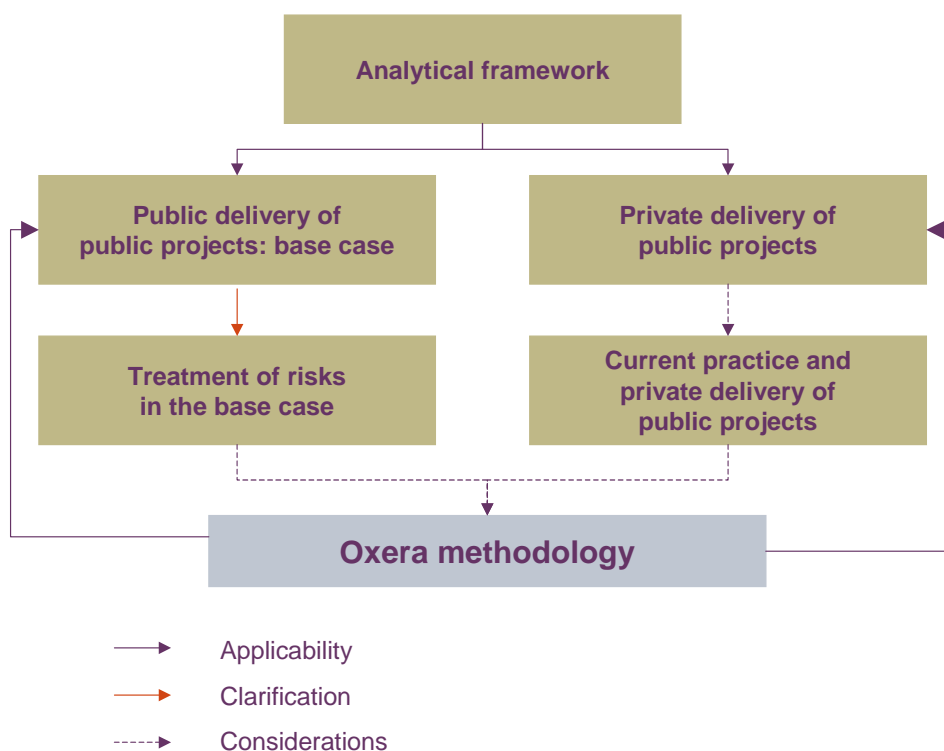 Analytical framework
Public delivery of
public projects: base case
Private delivery of
public projects
Treatment of risks
in the base case
Current practice and
private delivery of
public projects
Oxera methodology
Applicability
Clarification
Considerations